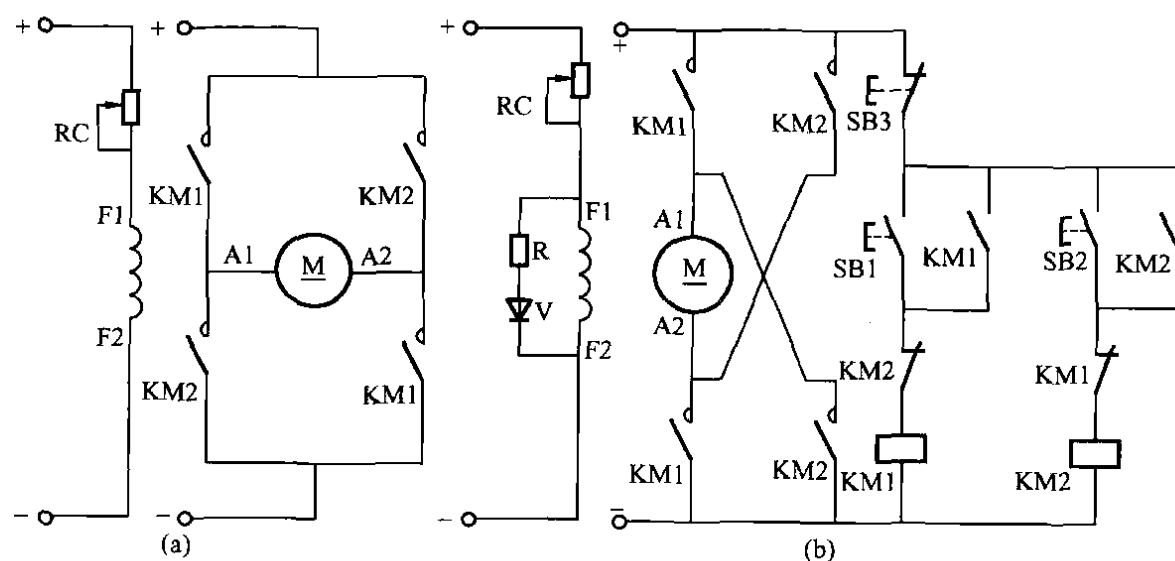 + + + +
RC RC SB3
KM1 KM2 KM1 KM2
F1 F1 A1
A1 M A2 R M SB1 KM1 SB2 KM2
V
F2 F2 A2
KM2 KM1 KM2 KM1
KM1 KM2 KM1 KM2
− − − −
(a) (b)